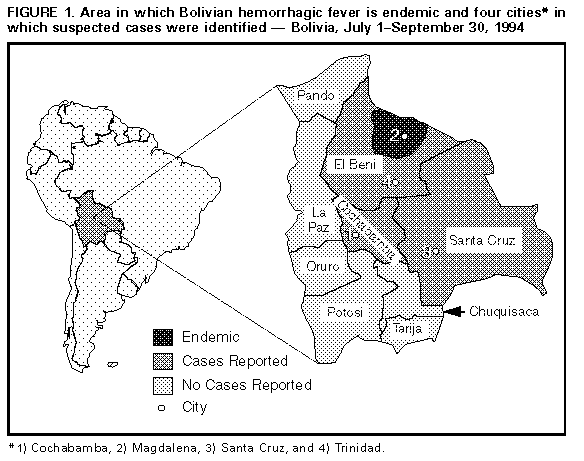 FIGURE 1. Area in which Bolivian hemorrhagic fever is endemic and four cities* in
which suspected cases were identified — Bolivia, July 1–September 30, 1994
Pando
2
El Beni
4
La
Paz
Cochabamba
1
3
Santa Cruz
Oruro
Potosi
Chuquisaca
Tarija
Endemic
Cases Reported
No Cases Reported
City
*1) Cochabamba, 2) Magdalena, 3) Santa Cruz, and 4) Trinidad.